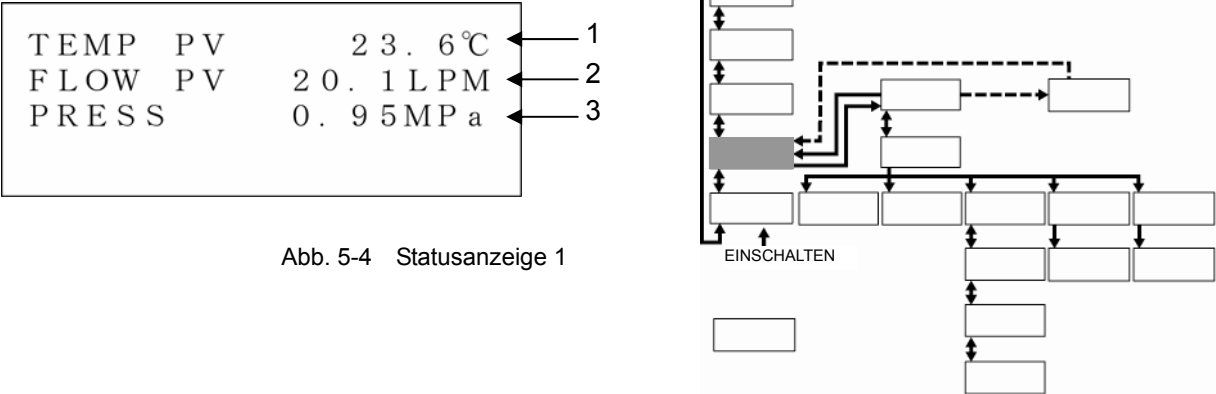 TEMP PV 23.6℃ 1
FLOW PV 20.1LPM 2
PRESS 0.95MPa 3
Abb. 5-4 Statusanzeige 1
EINSCHALTEN